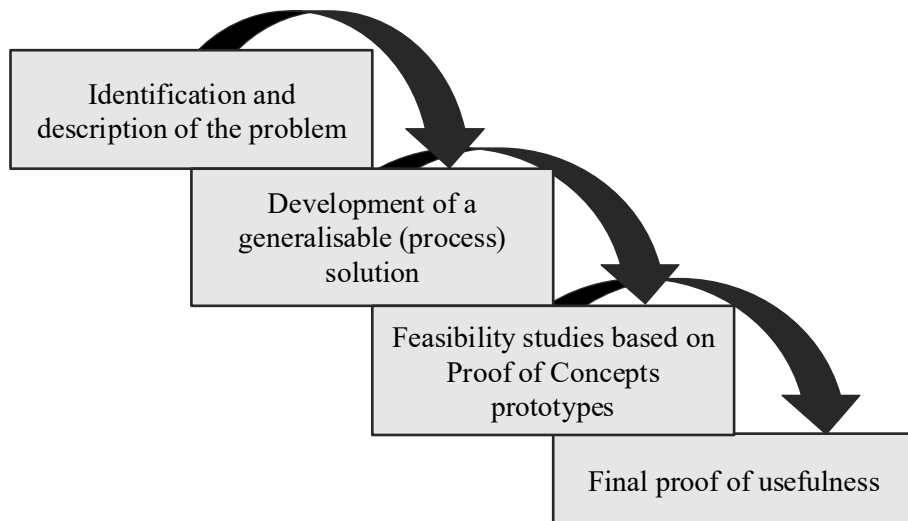 Identification and
description of the problem
Development of a
generalisable (process)
solution
Feasibility studies based on
Proof of Concepts
prototypes
Final proof of usefulness